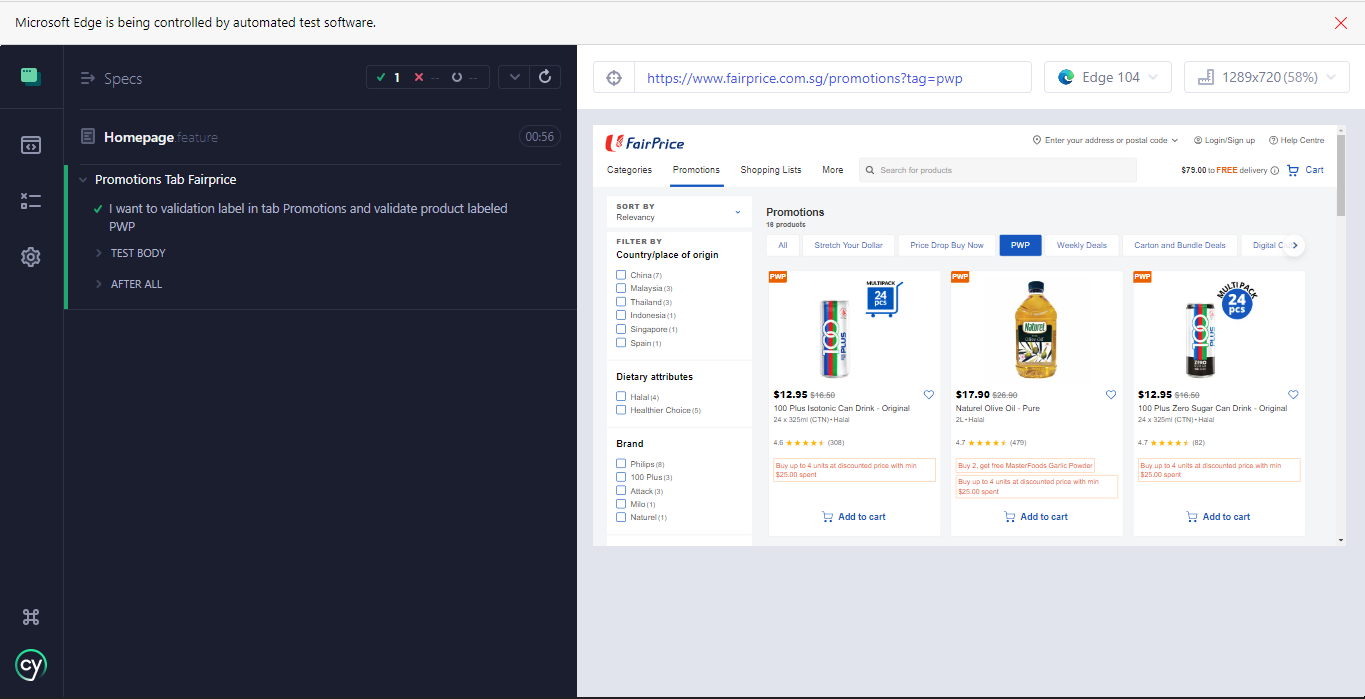 Microsoft Edge is being controlled by automated test software.
Specs
1 -- --
Homepage.feature 00:56
Promotions Tab Fairprice
I want to validation label in tab Promotions and validate product labeled
PWP
TEST BODY
AFTER ALL
cy
https://www.fairprice.com.sg/promotions?tag=pwp
Edge 104
1289x720 (58%)
FairPrice
Enter your address or postal code
Login/Sign up
Help Centre
Categories Promotions Shopping Lists More
Search for products
$79.00 to FREE delivery
Cart
SORT BY
Relevancy
FILTER BY
Country/place of origin
China (7)
Malaysia (3)
Thailand (3)
Indonesia (1)
Singapore (1)
Spain (1)
Dietary attributes
Halal (4)
Healthier Choice (5)
Brand
Philips (8)
100 Plus (3)
Attack (3)
Milo (1)
Naturel (1)
Promotions
18 products
All Stretch Your Dollar Price Drop Buy Now PWP Weekly Deals Carton and Bundle Deals Digital C
PWP
MULTIPACK
24
pcs
100 PLUS
$12.95 $16.50
100 Plus Isotonic Can Drink - Original
24 x 325ml (CTN) • Halal
4.6 (308)
Buy up to 4 units at discounted price with min
$25.00 spent
Add to cart
PWP
Naturel
Olive Oil
$17.90 $26.90
Naturel Olive Oil - Pure
2L • Halal
4.7 (479)
Buy 2, get free MasterFoods Garlic Powder
Buy up to 4 units at discounted price with min
$25.00 spent
Add to cart
PWP
MULTIPACK
24
pcs
100 PLUS
ZERO
$12.95 $16.50
100 Plus Zero Sugar Can Drink - Original
24 x 325ml (CTN) • Halal
4.7 (82)
Buy up to 4 units at discounted price with min
$25.00 spent
Add to cart